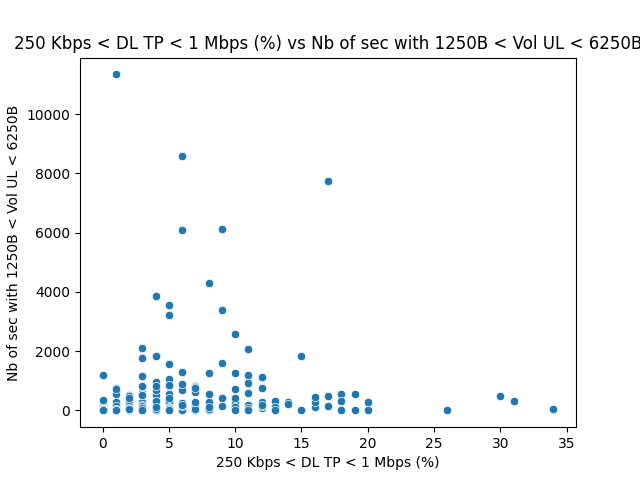 250 Kbps < DL TP < 1 Mbps (%) vs Nb of sec with 1250B < Vol UL < 6250B
Nb of sec with 1250B < Vol UL < 6250B
10000
8000
6000
4000
2000
0
0 5 10 15 20 25 30 35
250 Kbps < DL TP < 1 Mbps (%)